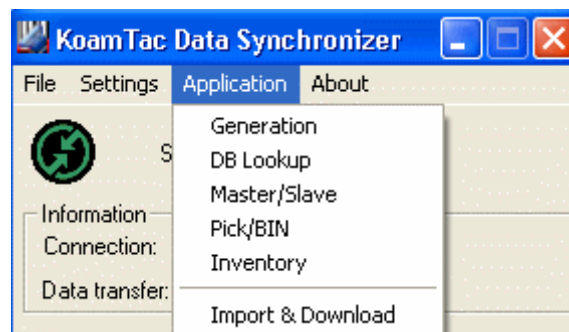 KoamTac Data Synchronizer
File Settings Application About
Generation
S
DB Lookup
Master/Slave
Information
Pick/BIN
Connection:
Inventory
Data transfer:
Import & Download